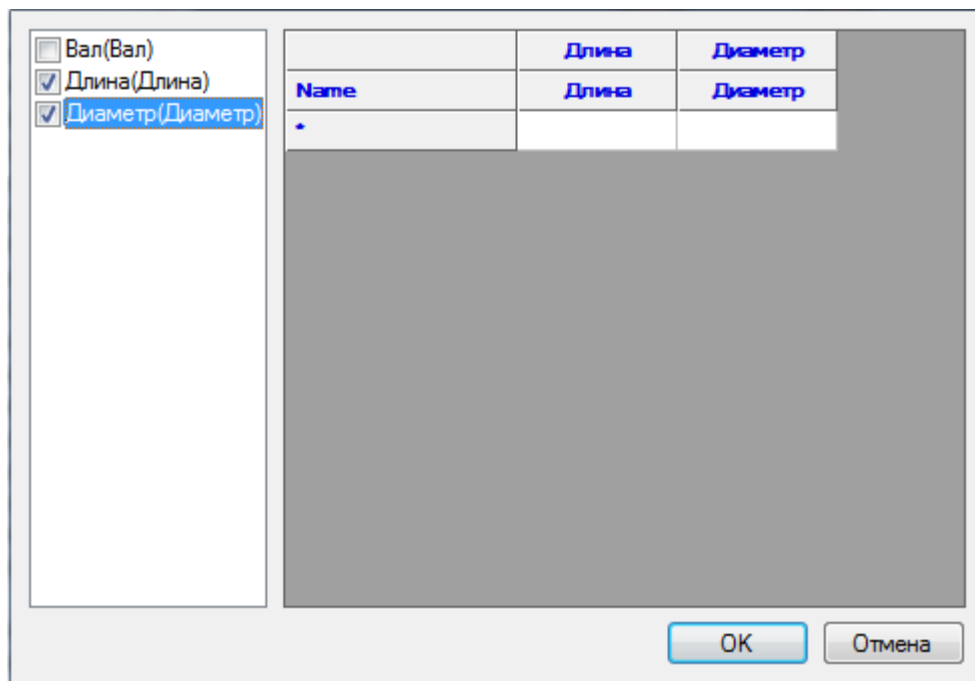 Вал(Вал)
Длина(Длина)
Диаметр(Диаметр)
Длина Диаметр
Name Длина Диаметр
*
OK Отмена